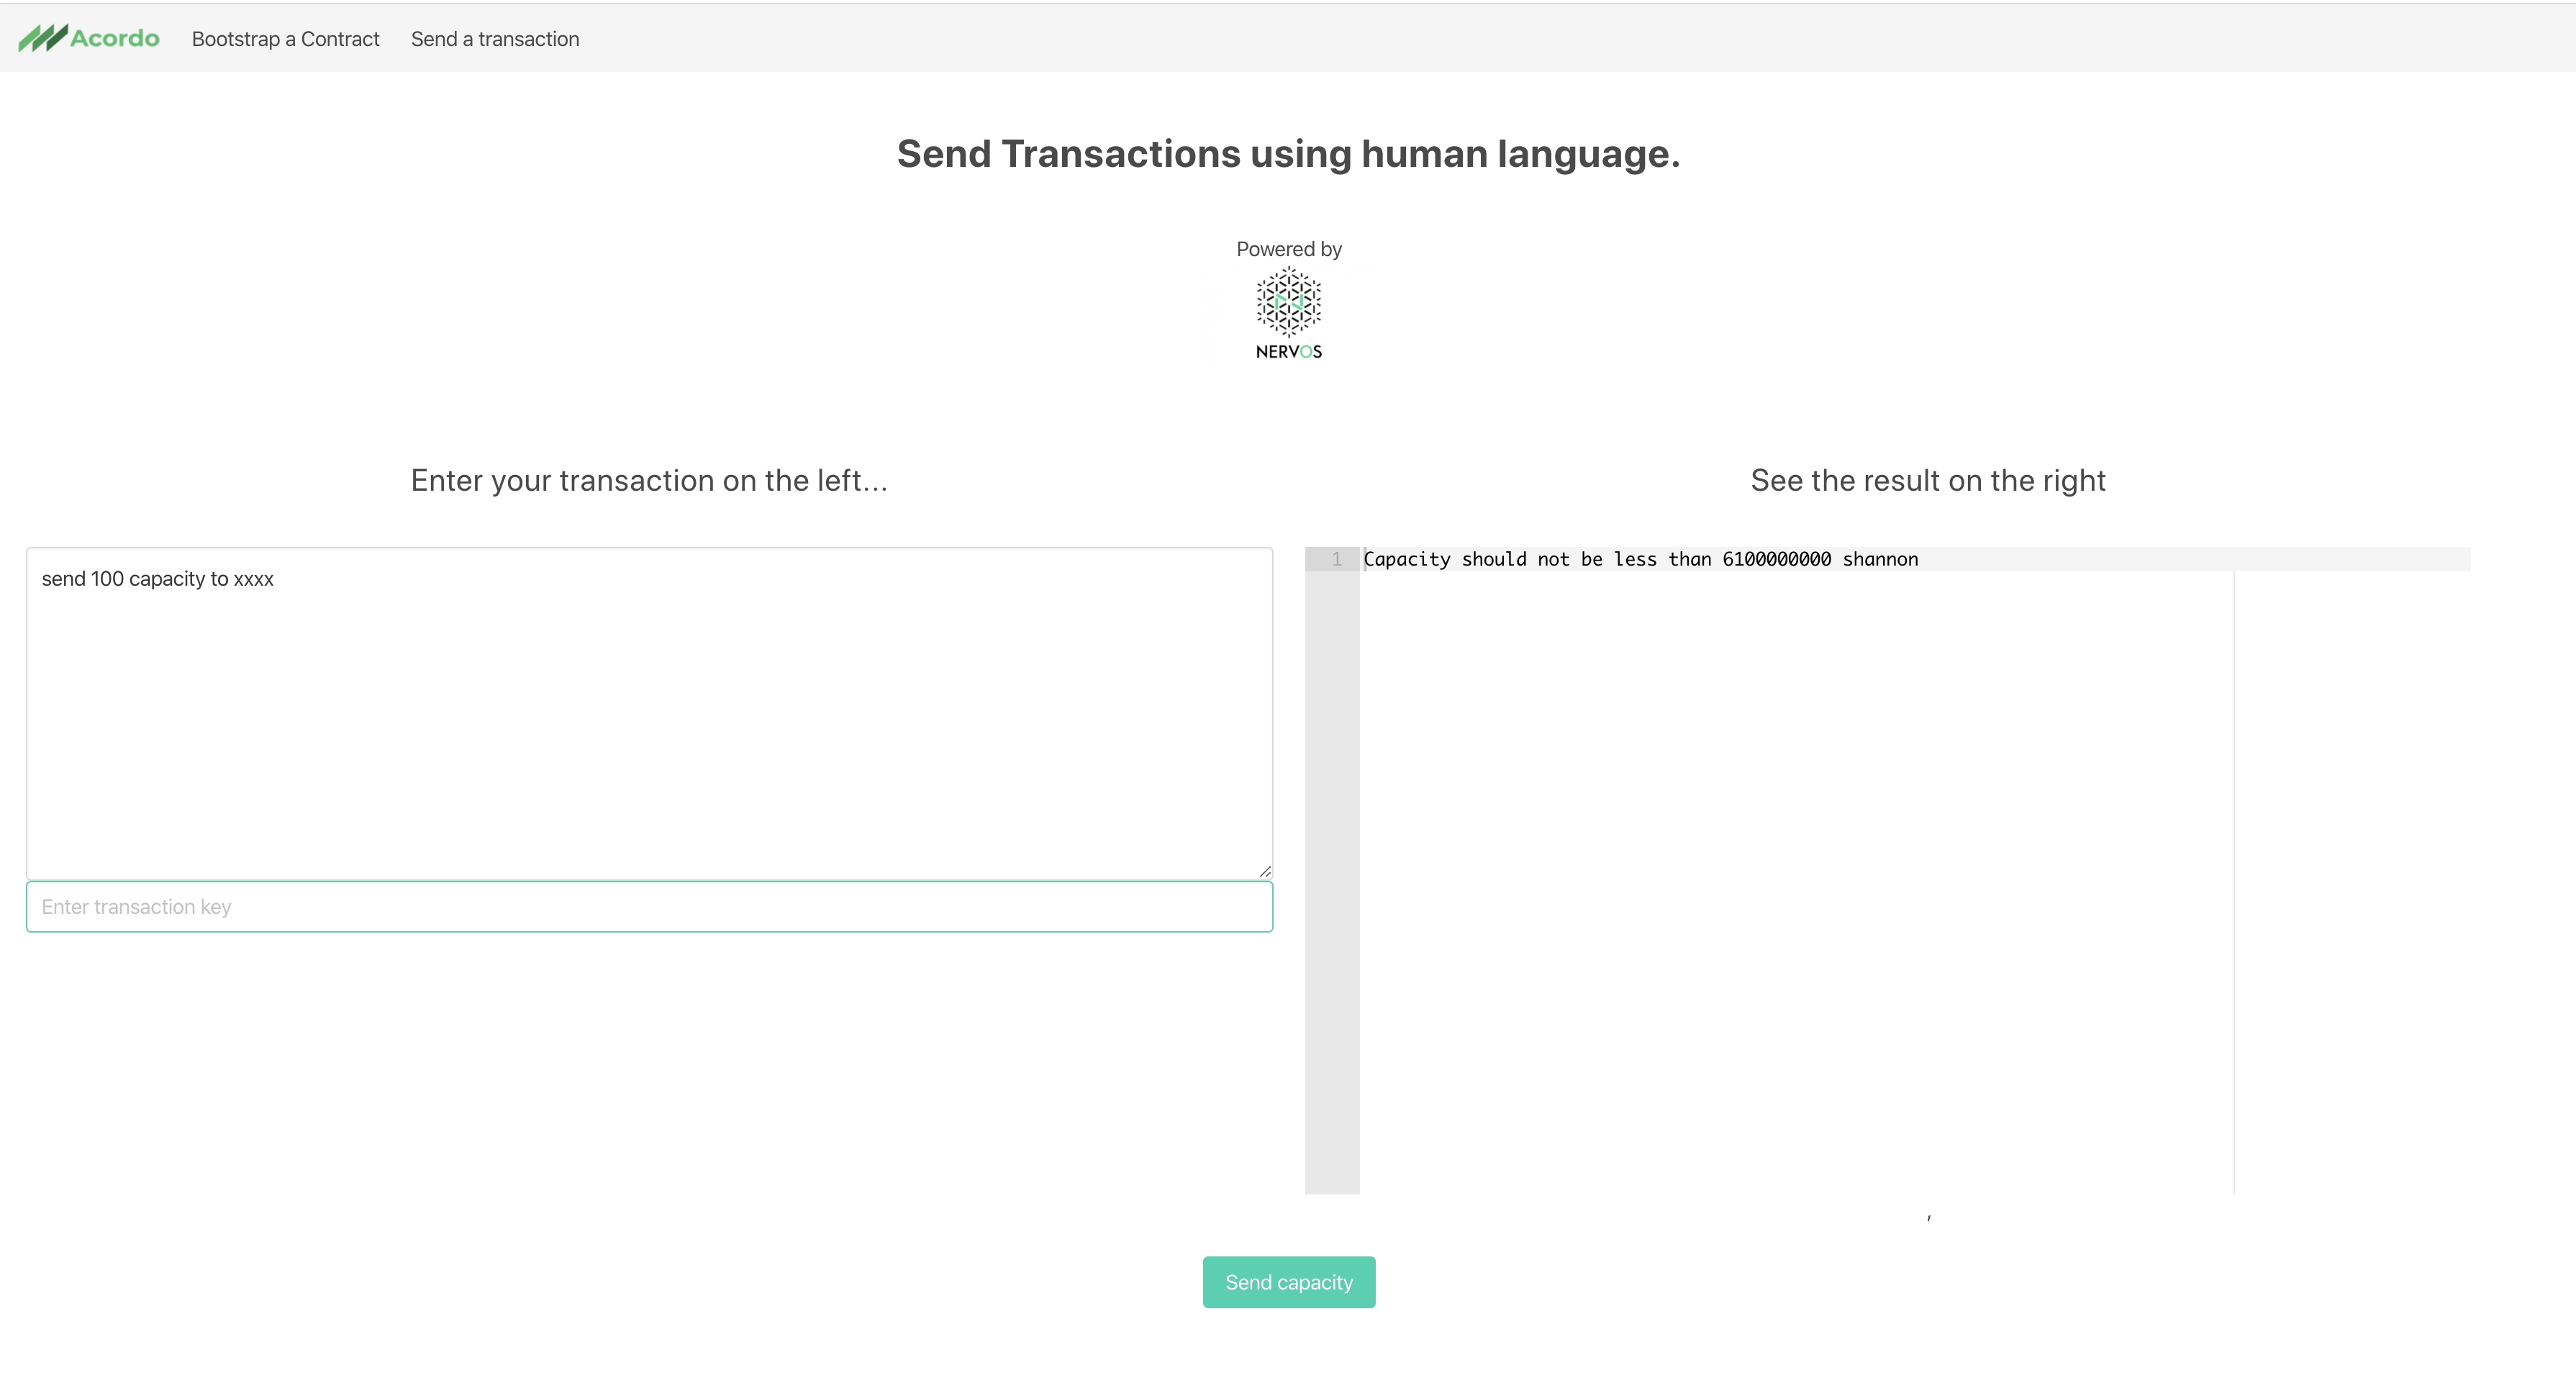 Acordo Bootstrap a Contract Send a transaction
Send Transactions using human language.
Powered by
NERVOS
Enter your transaction on the left...
See the result on the right
send 100 capacity to xxxx
Enter transaction key
1 Capacity should not be less than 6100000000 shannon
,
Send capacity